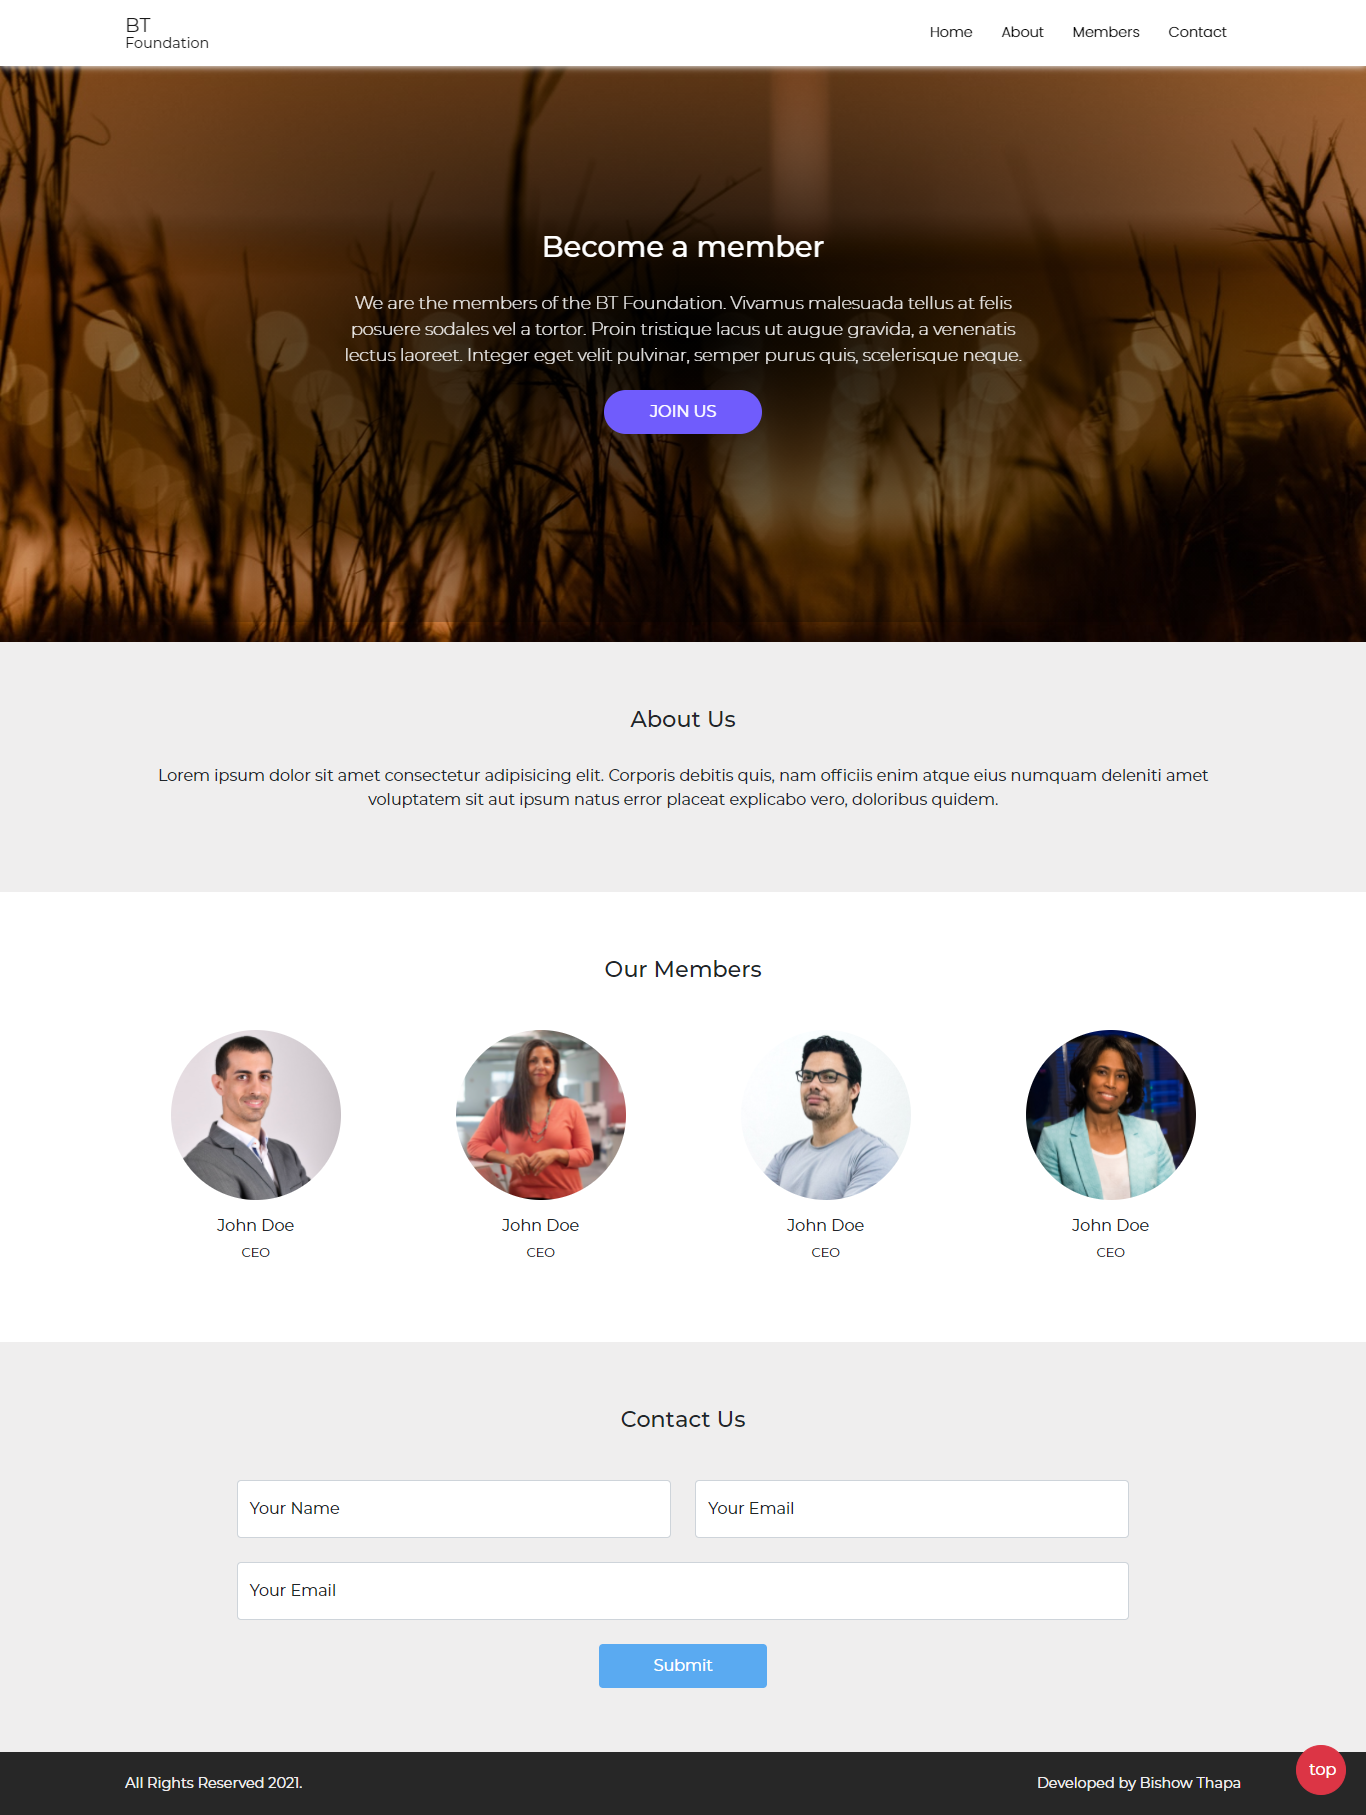 BT
Foundation
Home About Members Contact
Become a member
We are the members of the BT Foundation. Vivamus malesuada tellus at felis
posuere sodales vel a tortor. Proin tristique lacus ut augue gravida, a venenatis
lectus laoreet. Integer eget velit pulvinar, semper purus quis, scelerisque neque.
JOIN US
About Us
Lorem ipsum dolor sit amet consectetur adipisicing elit. Corporis debitis quis, nam officiis enim atque eius numquam deleniti amet
voluptatem sit aut ipsum natus error placeat explicabo vero, doloribus quidem.
Our Members
John Doe
CEO
John Doe
CEO
John Doe
CEO
John Doe
CEO
Contact Us
Your Name
Your Email
Your Email
Submit
All Rights Reserved 2021.
Developed by Bishow Thapa
top